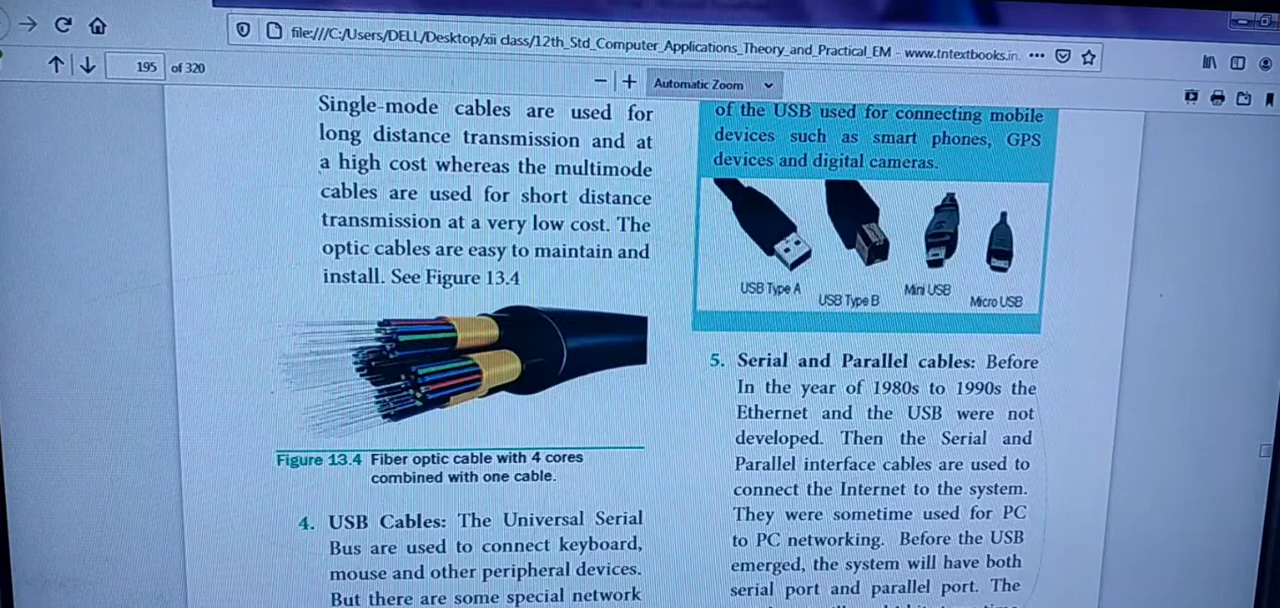 file:///C:/Users/DELL/Desktop/xii class/12th_Std_Computer_Applications_Theory_and_Practical_EM - www.tntextbooks.in.
195 of 320
Automatic Zoom
Single-mode cables are used for
long distance transmission and at
a high cost whereas the multimode
cables are used for short distance
transmission at a very low cost. The
optic cables are easy to maintain and
install. See Figure 13.4
Figure 13.4 Fiber optic cable with 4 cores
combined with one cable.
4. USB Cables: The Universal Serial
Bus are used to connect keyboard,
mouse and other peripheral devices.
But there are some special network
of the USB used for connecting mobile
devices such as smart phones, GPS
devices and digital cameras.
USB Type A
USB Type B
Mini USB
Micro USB
5. Serial and Parallel cables: Before
In the year of 1980s to 1990s the
Ethernet and the USB were not
developed. Then the Serial and
Parallel interface cables are used to
connect the Internet to the system.
They were sometime used for PC
to PC networking. Before the USB
emerged, the system will have both
serial port and parallel port. The